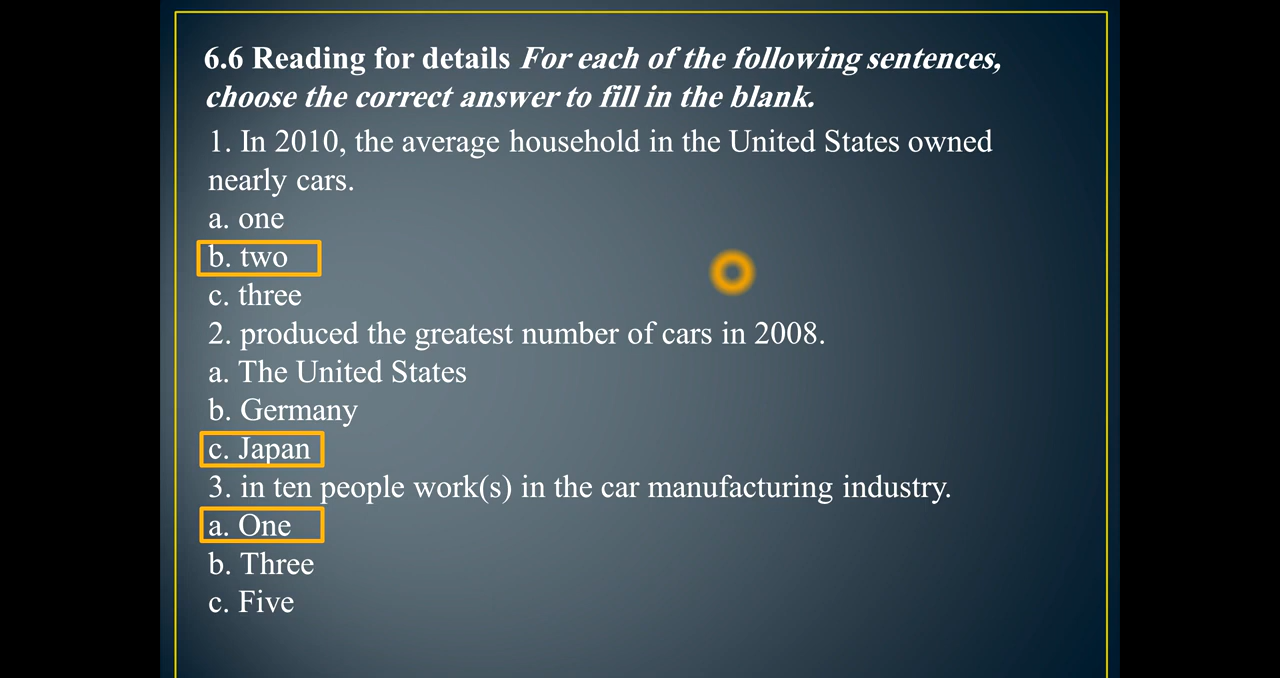 6.6 Reading for details For each of the following sentences,
choose the correct answer to fill in the blank.
1. In 2010, the average household in the United States owned
nearly cars.
a. one
b. two
c. three
2. produced the greatest number of cars in 2008.
a. The United States
b. Germany
c. Japan
3. in ten people work(s) in the car manufacturing industry.
a. One
b. Three
c. Five